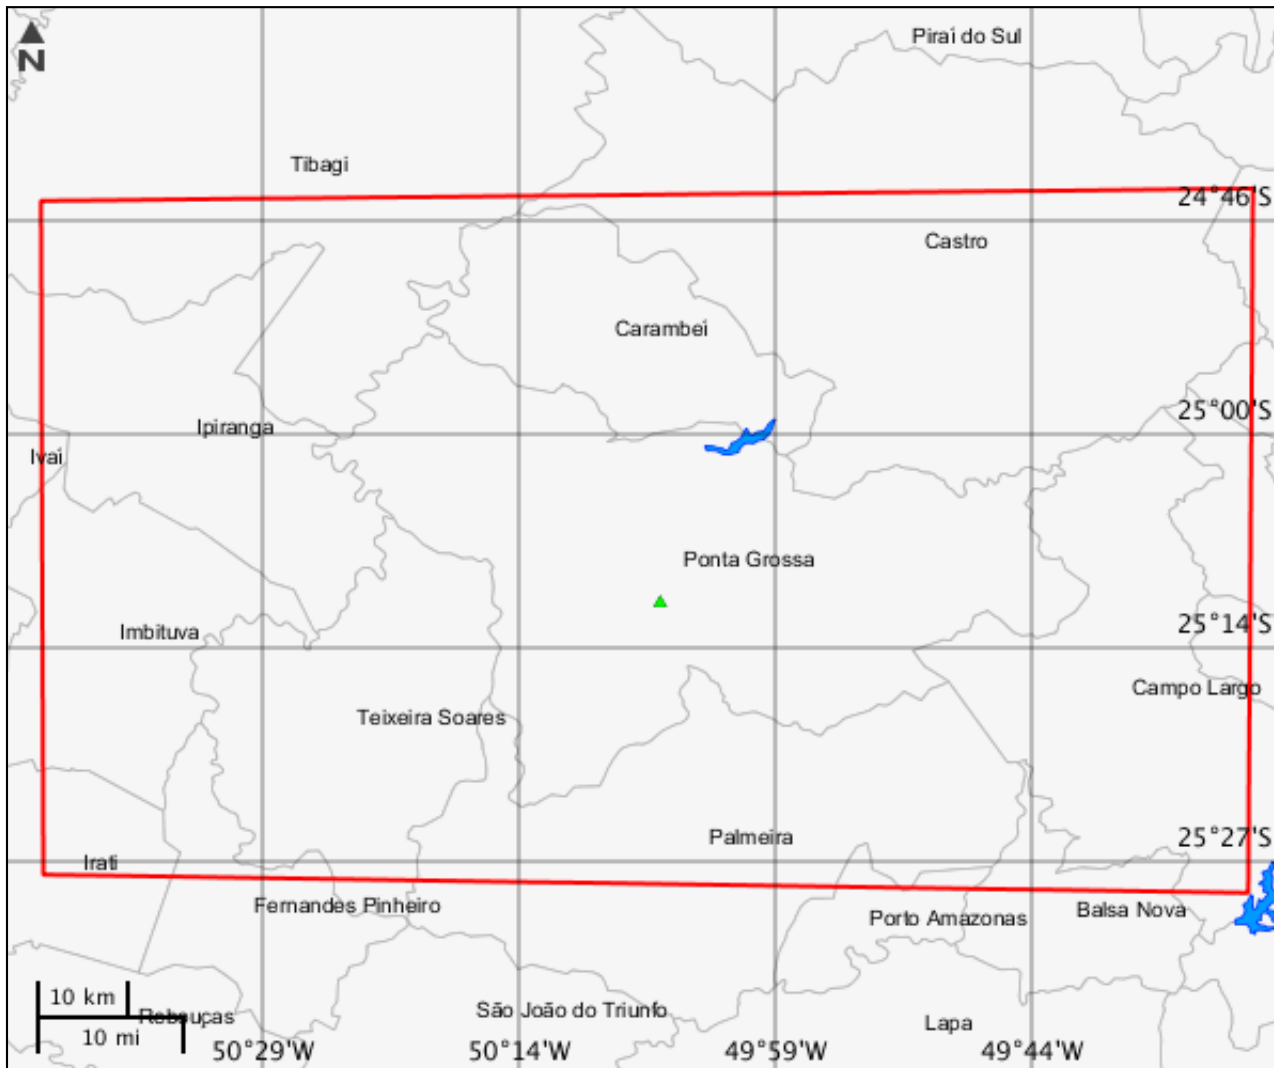 Piraí do Sul
N
Tibagi
24°46'S
Castro
Carambeí
25°00'S
Ipiranga
Ivaí
Ponta Grossa
25°14'S
Imbituva
Campo Largo
Teixeira Soares
25°27'S
Palmeira
Irati
Fernandes Pinheiro
Balsa Nova
Porto Amazonas
10 km
São João do Triunfo
Rebouças
Lapa
10 mi
50°29'W
50°14'W
49°59'W
49°44'W